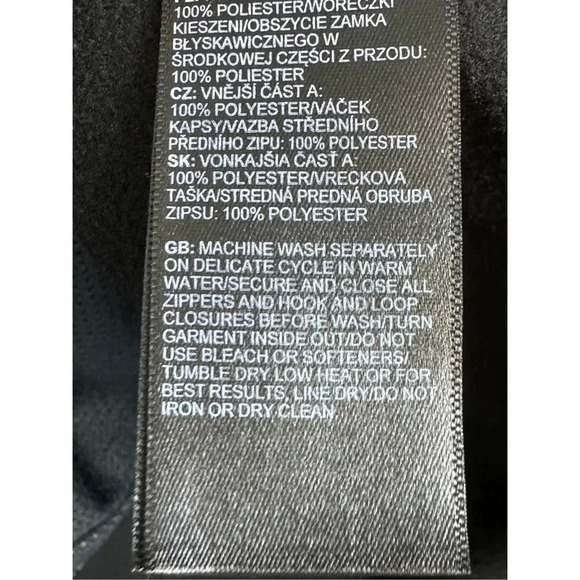 100% POLYESTER/WORECZKI
KIESZENI/OBSZYCIE ZAMKA
BŁYSKAWICZNEGO W
ŚRODKOWEJ CZĘŚCI Z PRZODU:
100% POLIESTER
CZ: VNĚJŠÍ ČÁST A:
100% POLYESTER/VÁČEK
KAPSY/VAZBA STŘEDNÍHO
PŘEDNÍHO ZIPU: 100% POLYESTER
SK: VONKAJŠIA ČASŤ A:
100% POLYESTER/VRECKOVÁ
TAŠKA/STREDNÁ PREDNÁ OBRUBA
ZIPSU: 100% POLYESTER
GB: MACHINE WASH SEPARATELY
ON DELICATE CYCLE IN WARM
WATER/SECURE AND CLOSE ALL
ZIPPERS AND HOOK AND LOOP
CLOSURES BEFORE WASH/TURN
GARMENT INSIDE OUT/DO NOT
USE BLEACH OR SOFTENERS/
TUMBLE DRY LOW HEAT OR FOR
BEST RESULTS, LINE DRY/DO NOT
IRON OR DRY CLEAN